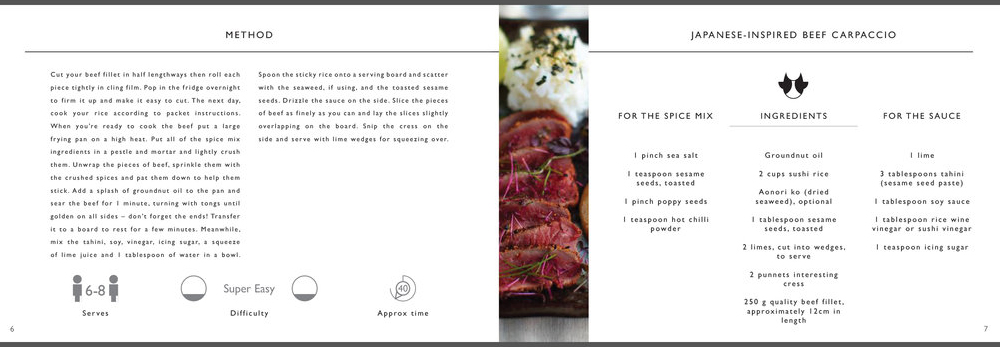 METHOD
Cut your beef fillet in half lengthways then roll each
piece tightly in cling film. Pop in the fridge overnight
to firm it up and make it easy to cut. The next day,
cook your rice according to packet instructions.
When you're ready to cook the beef put a large
frying pan on a high heat. Put all of the spice mix
ingredients in a pestle and mortar and lightly crush
them. Unwrap the pieces of beef, sprinkle them with
the crushed spices and pat them down to help them
stick. Add a splash of groundnut oil to the pan and
sear the beef for 1 minute, turning with tongs until
golden on all sides – don't forget the ends! Transfer
it to a board to rest for a few minutes. Meanwhile,
mix the tahini, soy, vinegar, icing sugar, a squeeze
of lime juice and 1 tablespoon of water in a bowl.
Spoon the sticky rice onto a serving board and scatter
with the seaweed, if using, and the toasted sesame
seeds. Drizzle the sauce on the side. Slice the pieces
of beef as finely as you can and lay the slices slightly
overlapping on the board. Snip the cress on the
side and serve with lime wedges for squeezing over.
6-8
Serves
Super Easy
Difficulty
40
Approx time
6
JAPANESE-INSPIRED BEEF CARPACCIO
FOR THE SPICE MIX
1 pinch sea salt
1 teaspoon sesame
seeds, toasted
1 pinch poppy seeds
1 teaspoon hot chilli
powder
INGREDIENTS
Groundnut oil
2 cups sushi rice
Aonori ko (dried
seaweed), optional
1 tablespoon sesame
seeds, toasted
2 limes, cut into wedges,
to serve
2 punnets interesting
cress
250 g quality beef fillet,
approximately 12cm in
length
FOR THE SAUCE
1 lime
3 tablespoons tahini
(sesame seed paste)
1 tablespoon soy sauce
1 tablespoon rice wine
vinegar or sushi vinegar
1 teaspoon icing sugar
7